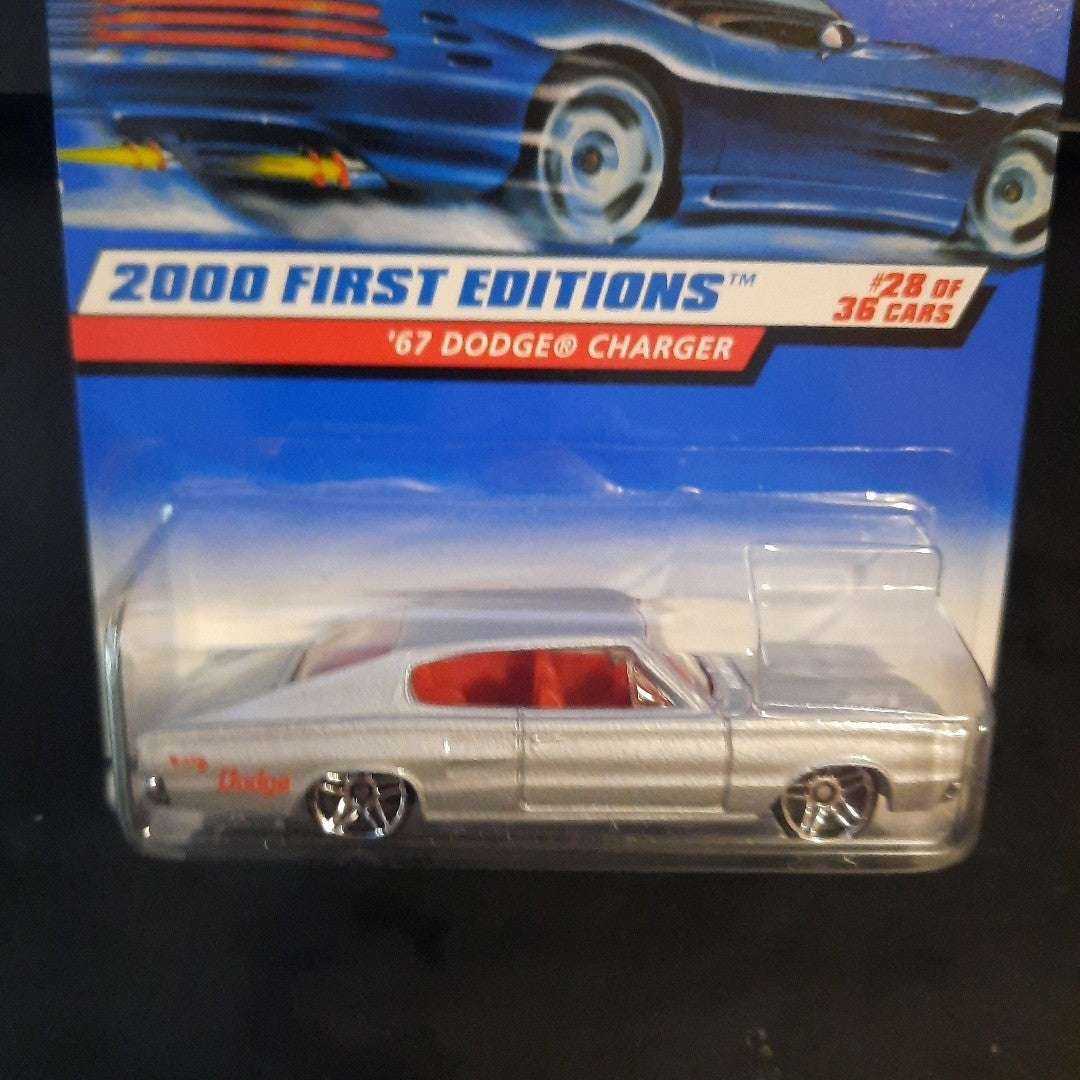 2000 FIRST EDITIONS™
#28 OF
36 CARS
'67 DODGE® CHARGER
Dodge